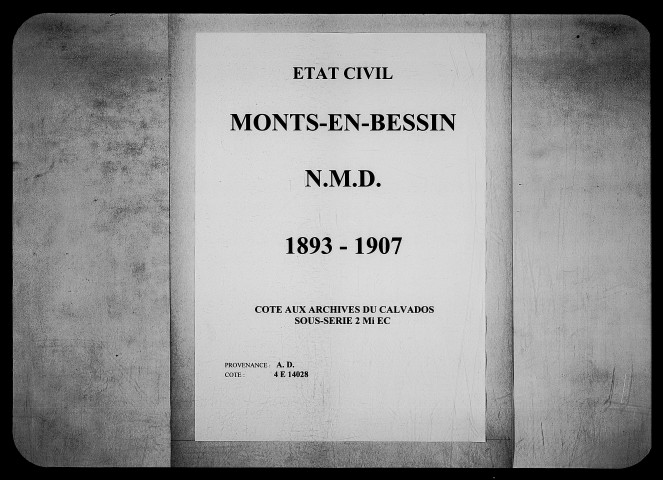 ETAT CIVIL
MONTS-EN-BESSIN
N.M.D.
1893 - 1907
COTE AUX ARCHIVES DU CALVADOS
SOUS-SERIE 2 Mi EC
PROVENANCE : A. D.
COTE : 4 E 14028